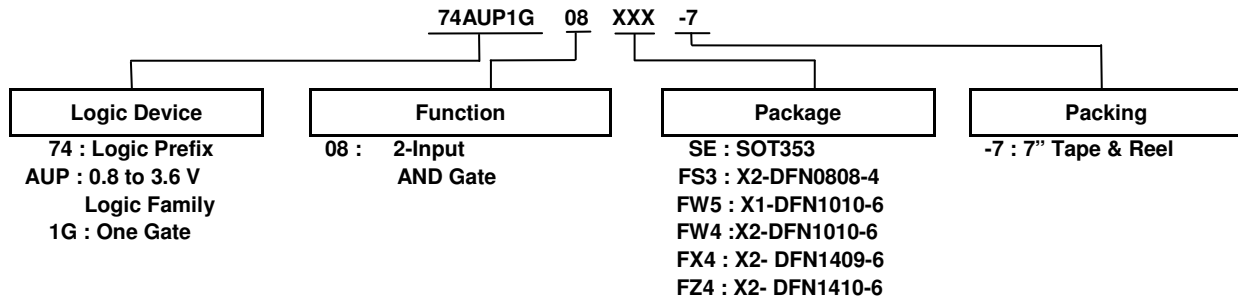 74AUP1G 08 XXX -7
Logic Device
74 : Logic Prefix
AUP : 0.8 to 3.6 V
Logic Family
1G : One Gate
Function
08 : 2-Input
AND Gate
Package
SE : SOT353
FS3 : X2-DFN0808-4
FW5 : X1-DFN1010-6
FW4 :X2-DFN1010-6
FX4 : X2- DFN1409-6
FZ4 : X2- DFN1410-6
Packing
-7 : 7” Tape & Reel